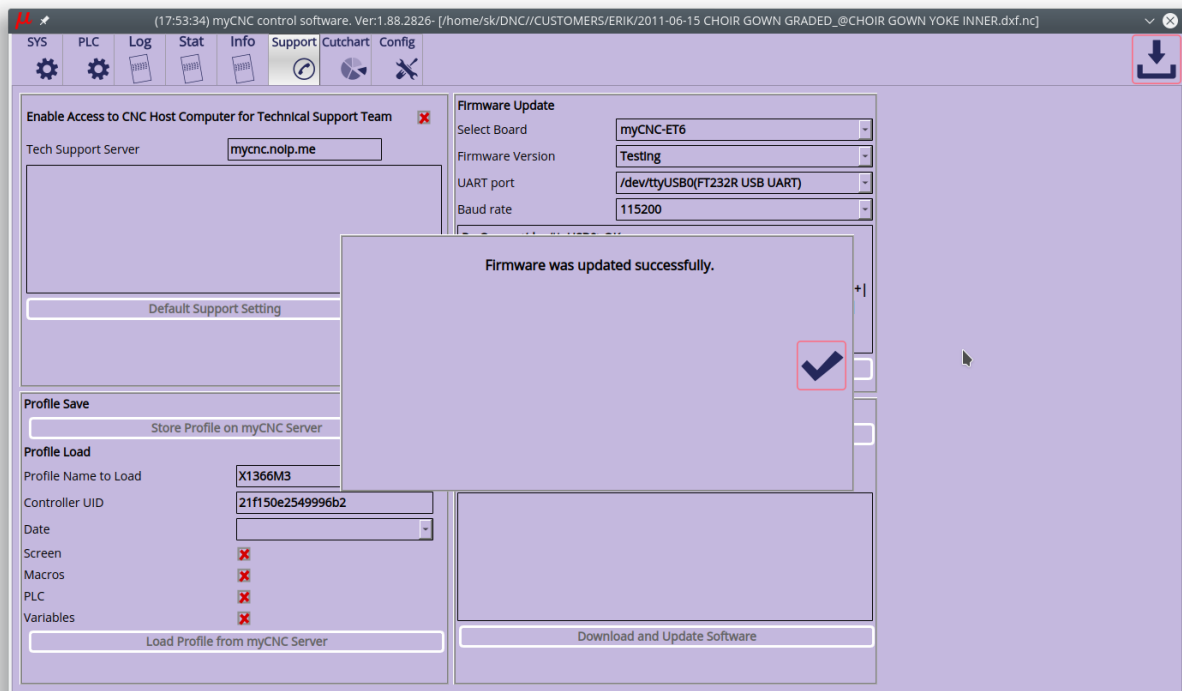 (17:53:34) myCNC control software. Ver:1.88.2826- [/home/sk/DNC//CUSTOMERS/ERIK/2011-06-15 CHOIR GOWN GRADED_@CHOIR GOWN YOKE INNER.dxf.nc]
SYS PLC Log Stat Info Support Cutchart Config
Enable Access to CNC Host Computer for Technical Support Team
Tech Support Server mycnc.noip.me
Default Support Setting
Firmware Update
Select Board myCNC-ET6
Firmware Version Testing
UART port /dev/ttyUSB0(FT232R USB UART)
Baud rate 115200
+|
Firmware was updated successfully.
Profile Save
Store Profile on myCNC Server
Profile Load
Profile Name to Load X1366M3
Controller UID 21f150e2549996b2
Date
Screen
Macros
PLC
Variables
Load Profile from myCNC Server
Download and Update Software